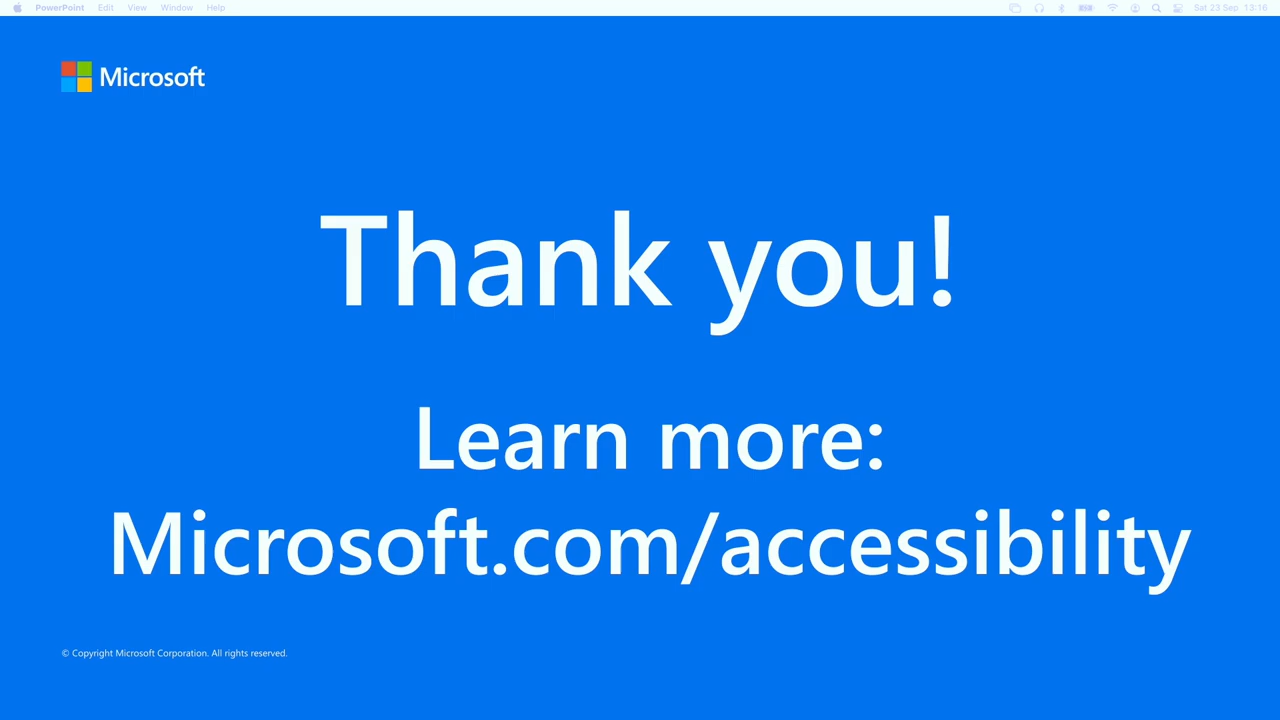 PowerPoint Edit View Window Help Sat 23 Sep 13:16
Microsoft
Thank you!
Learn more:
Microsoft.com/accessibility
© Copyright Microsoft Corporation. All rights reserved.